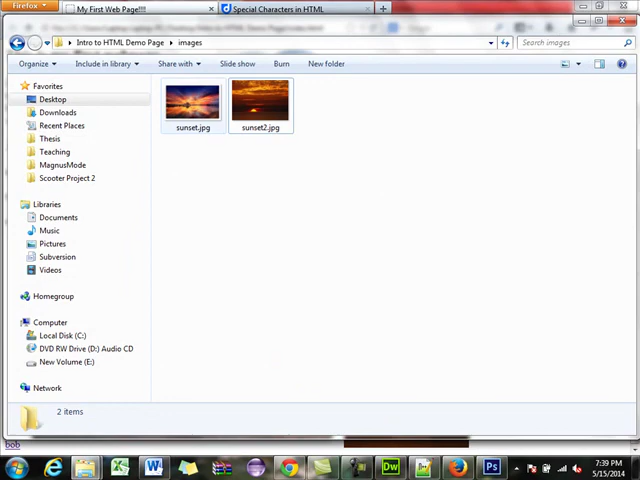 Firefox
My First Web Page!!!!
Special Characters in HTML
Intro to HTML Demo Page
images
Search images
Organize
Include in library
Share with
Slide show
Burn
New folder
Favorites
Desktop
Downloads
Recent Places
Thesis
Teaching
MagnusMode
Scooter Project 2
Libraries
Documents
Music
Pictures
Subversion
Videos
Homegroup
Computer
Local Disk (C:)
DVD RW Drive (D:) Audio CD
New Volume (E:)
Network
sunset.jpg
sunset2.jpg
2 items
bob
7:39 PM
5/15/2014